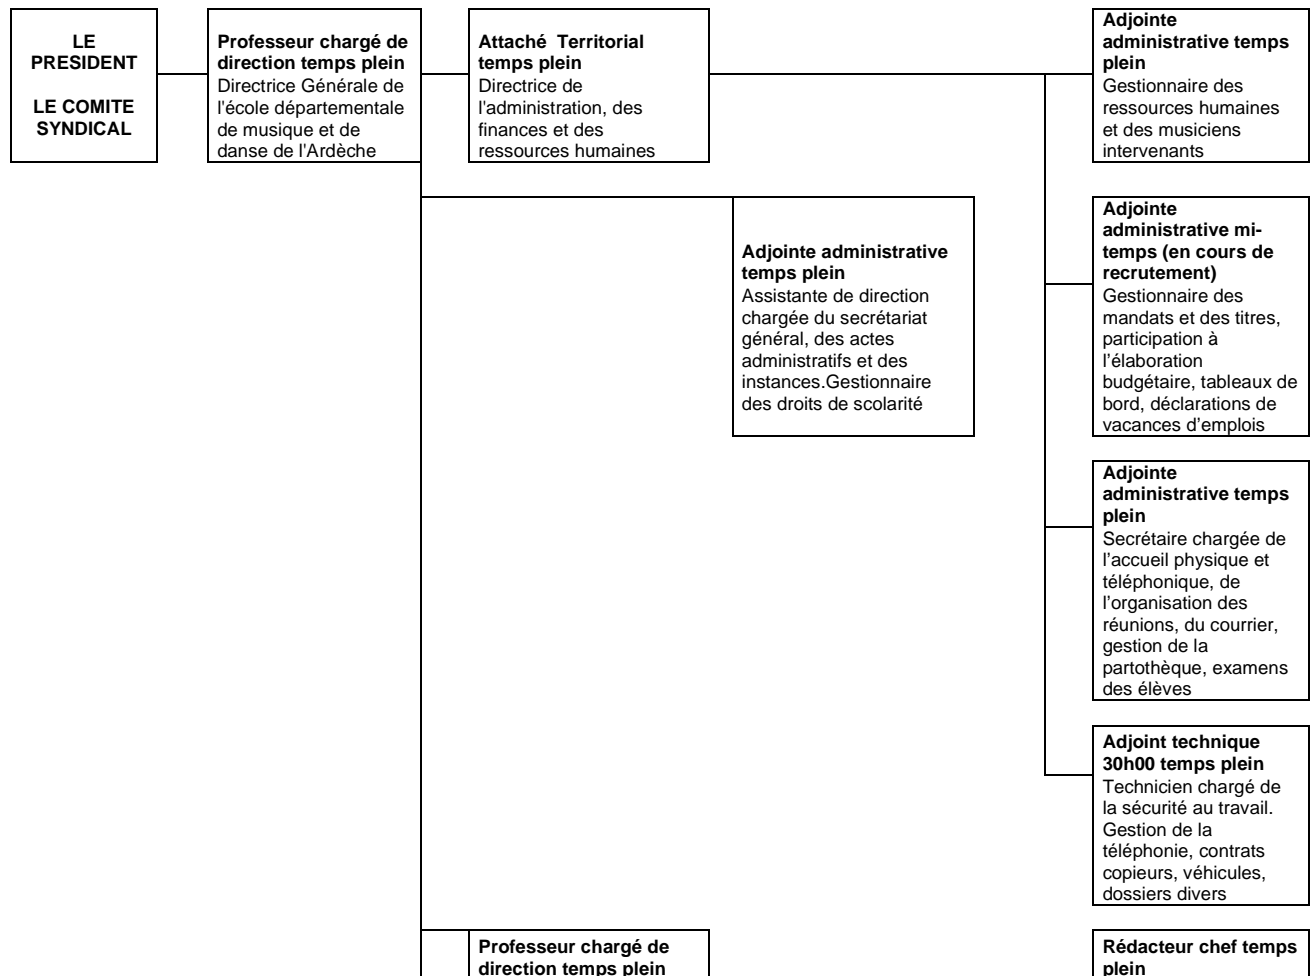 LE
PRESIDENT
LE COMITE
SYNDICAL
Professeur chargé de
direction temps plein
Directrice Générale de
l'école départementale
de musique et de
danse de l'Ardèche
Attaché Territorial
temps plein
Directrice de
l'administration, des
finances et des
ressources humaines
Adjointe
administrative temps
plein
Gestionnaire des
ressources humaines
et des musiciens
intervenants
Adjointe administrative
temps plein
Assistante de direction
chargée du secrétariat
général, des actes
administratifs et des
instances.Gestionnaire
des droits de scolarité
Adjointe
administrative mi-
temps (en cours de
recrutement)
Gestionnaire des
mandats et des titres,
participation à
l’élaboration
budgétaire, tableaux de
bord, déclarations de
vacances d’emplois
Adjointe
administrative temps
plein
Secrétaire chargée de
l’accueil physique et
téléphonique, de
l’organisation des
réunions, du courrier,
gestion de la
partothèque, examens
des élèves
Adjoint technique
30h00 temps plein
Technicien chargé de
la sécurité au travail.
Gestion de la
téléphonie, contrats
copieurs, véhicules,
dossiers divers
Professeur chargé de
direction temps plein
Rédacteur chef temps
plein